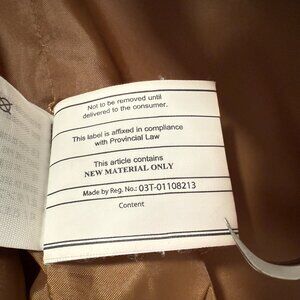 Not to be removed until
delivered to the consumer.
This label is affixed in compliance
with Provincial Law
This article contains
NEW MATERIAL ONLY
Made by Reg. No.: 03T-01108213
Content